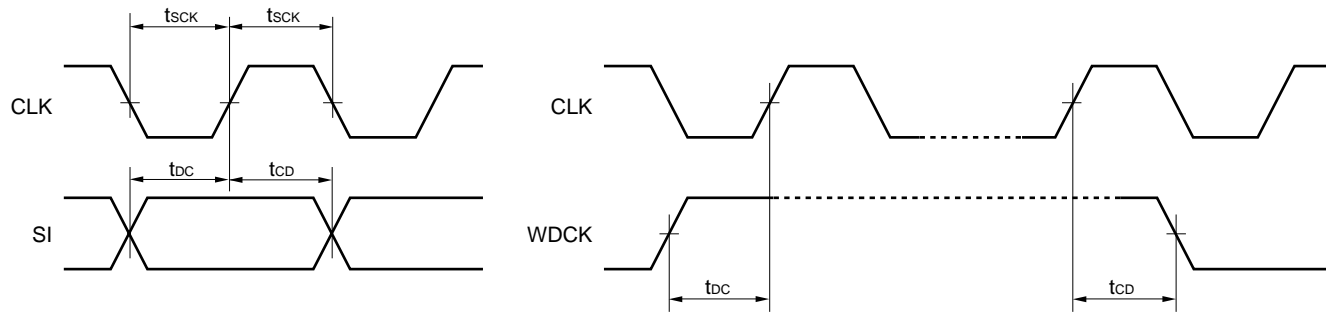 tSCK tSCK
CLK
tDC tCD
SI
CLK
WDCK
tDC
tCD